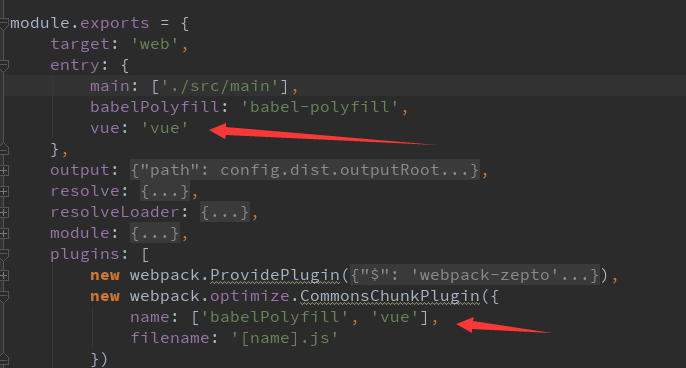 module.exports = {
target: 'web',
entry: {
main: ['./src/main'],
babelPolyfill: 'babel-polyfill',
vue: 'vue'
},
output: {"path": config.dist.outputRoot...},
resolve: {...},
resolveLoader: {...},
module: {...},
plugins: [
new webpack.ProvidePlugin({"$": 'webpack-zepto'...}),
new webpack.optimize.CommonsChunkPlugin({
name: ['babelPolyfill', 'vue'],
filename: '[name].js'
})